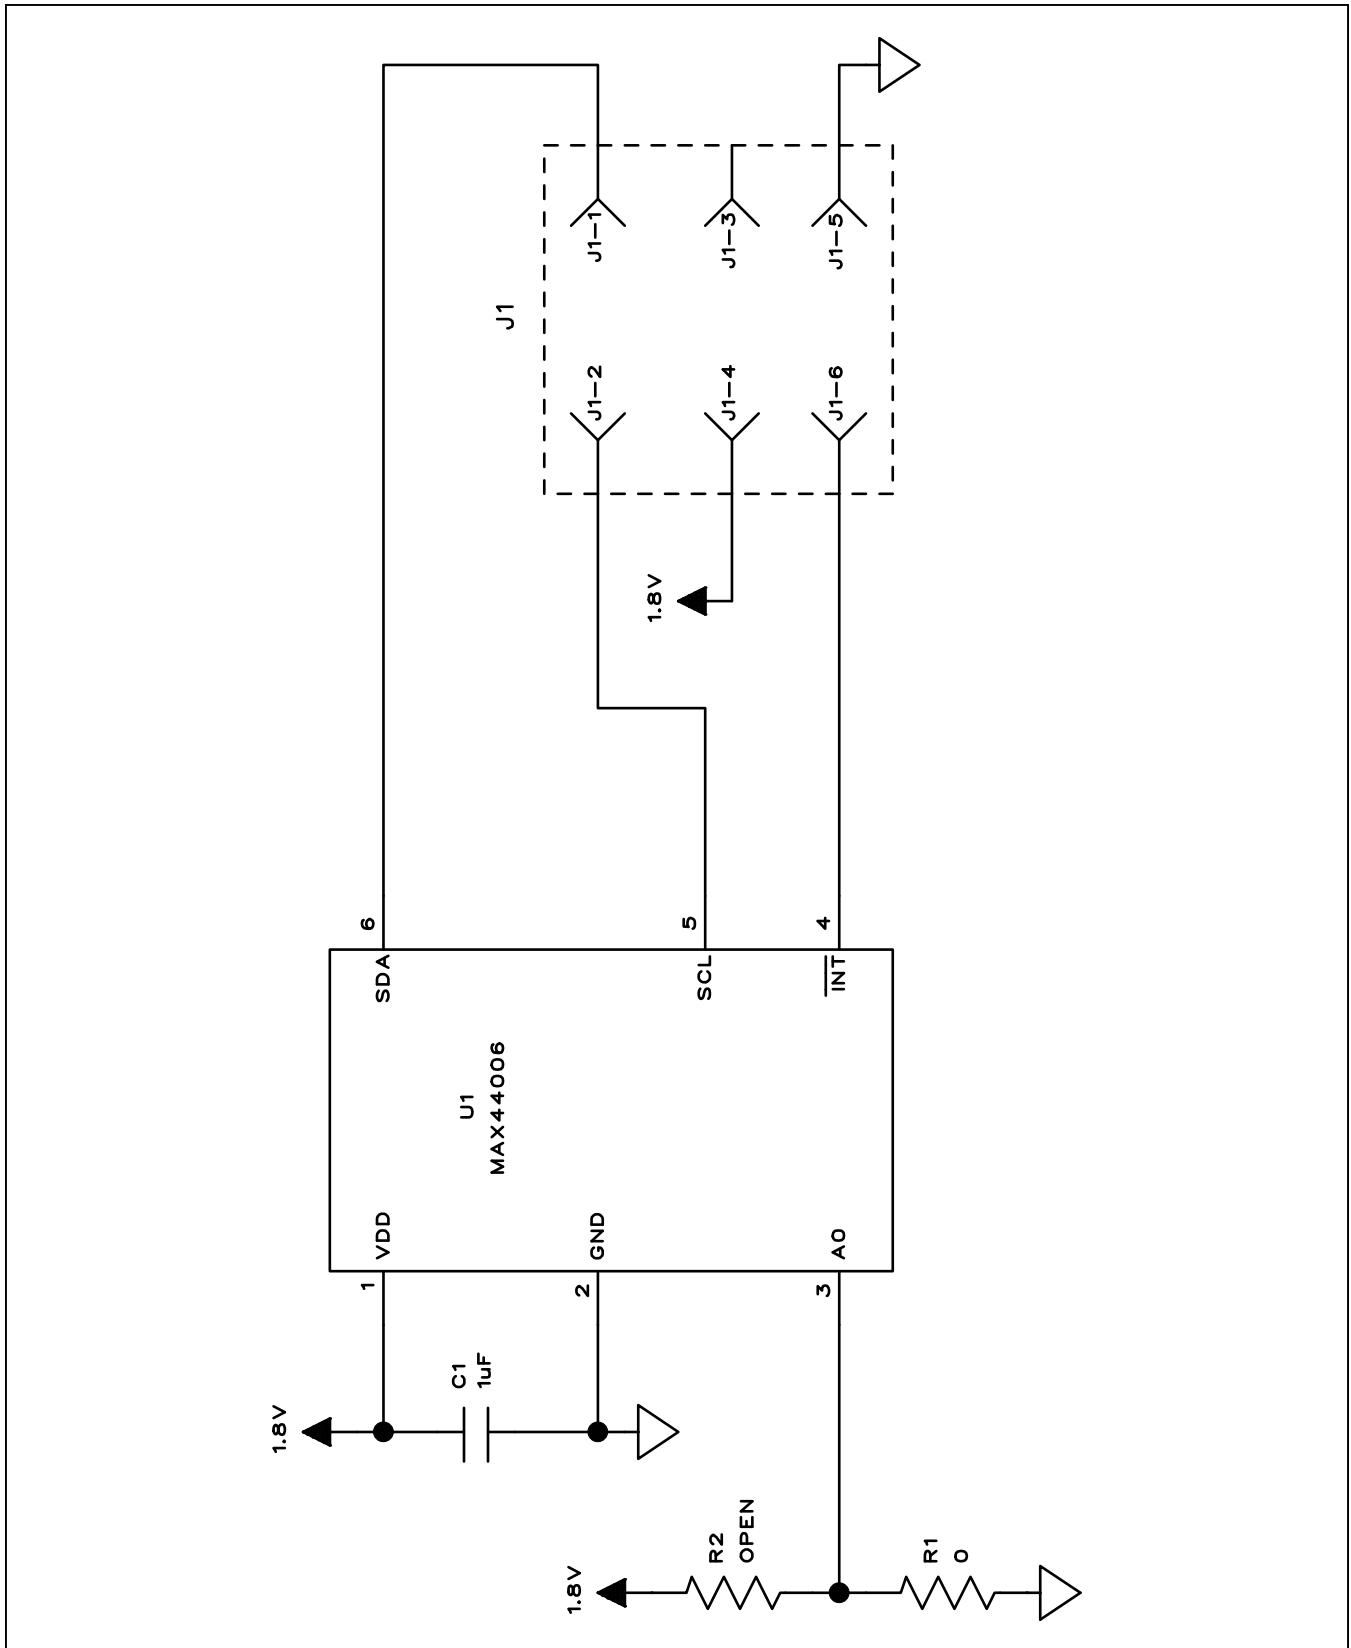 J1
J1-1
J1-3
J1-5
J1-2
J1-4
J1-6
1.8V
6
5
4
SDA
SCL
INT
U1
MAX44006
VDD
GND
A0
1
2
3
C1
1uF
1.8V
R2
OPEN
R1
0
1.8V